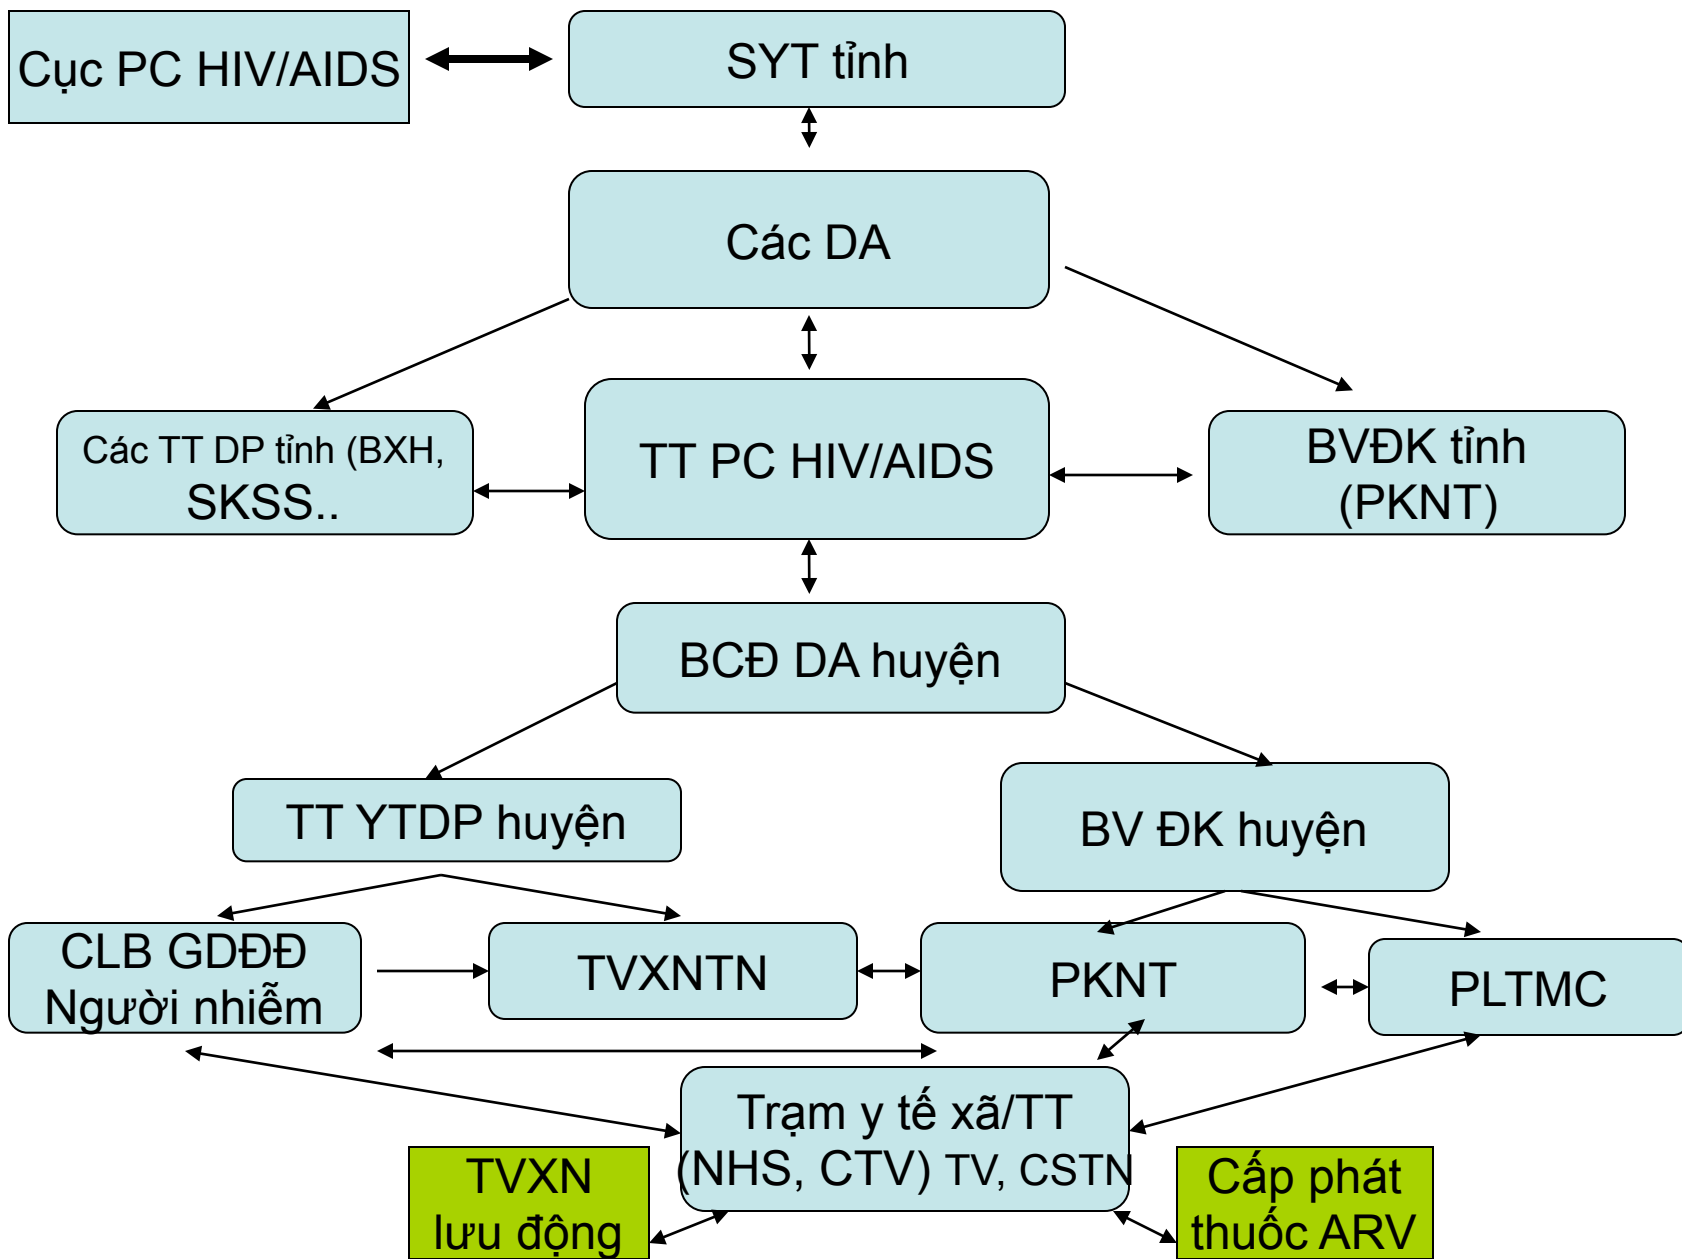 Cục PC HIV/AIDS
SYT tỉnh
Các DA
Các TT DP tỉnh (BXH,
SKSS..
TT PC HIV/AIDS
BVĐK tỉnh
(PKNT)
BCĐ DA huyện
TT YTDP huyện
BV ĐK huyện
CLB GDĐĐ
Người nhiễm
TVXNTN
PKNT
PLTMC
Trạm y tế xã/TT
(NHS, CTV) TV, CSTN
TVXN
lưu động
Cấp phát
thuốc ARV